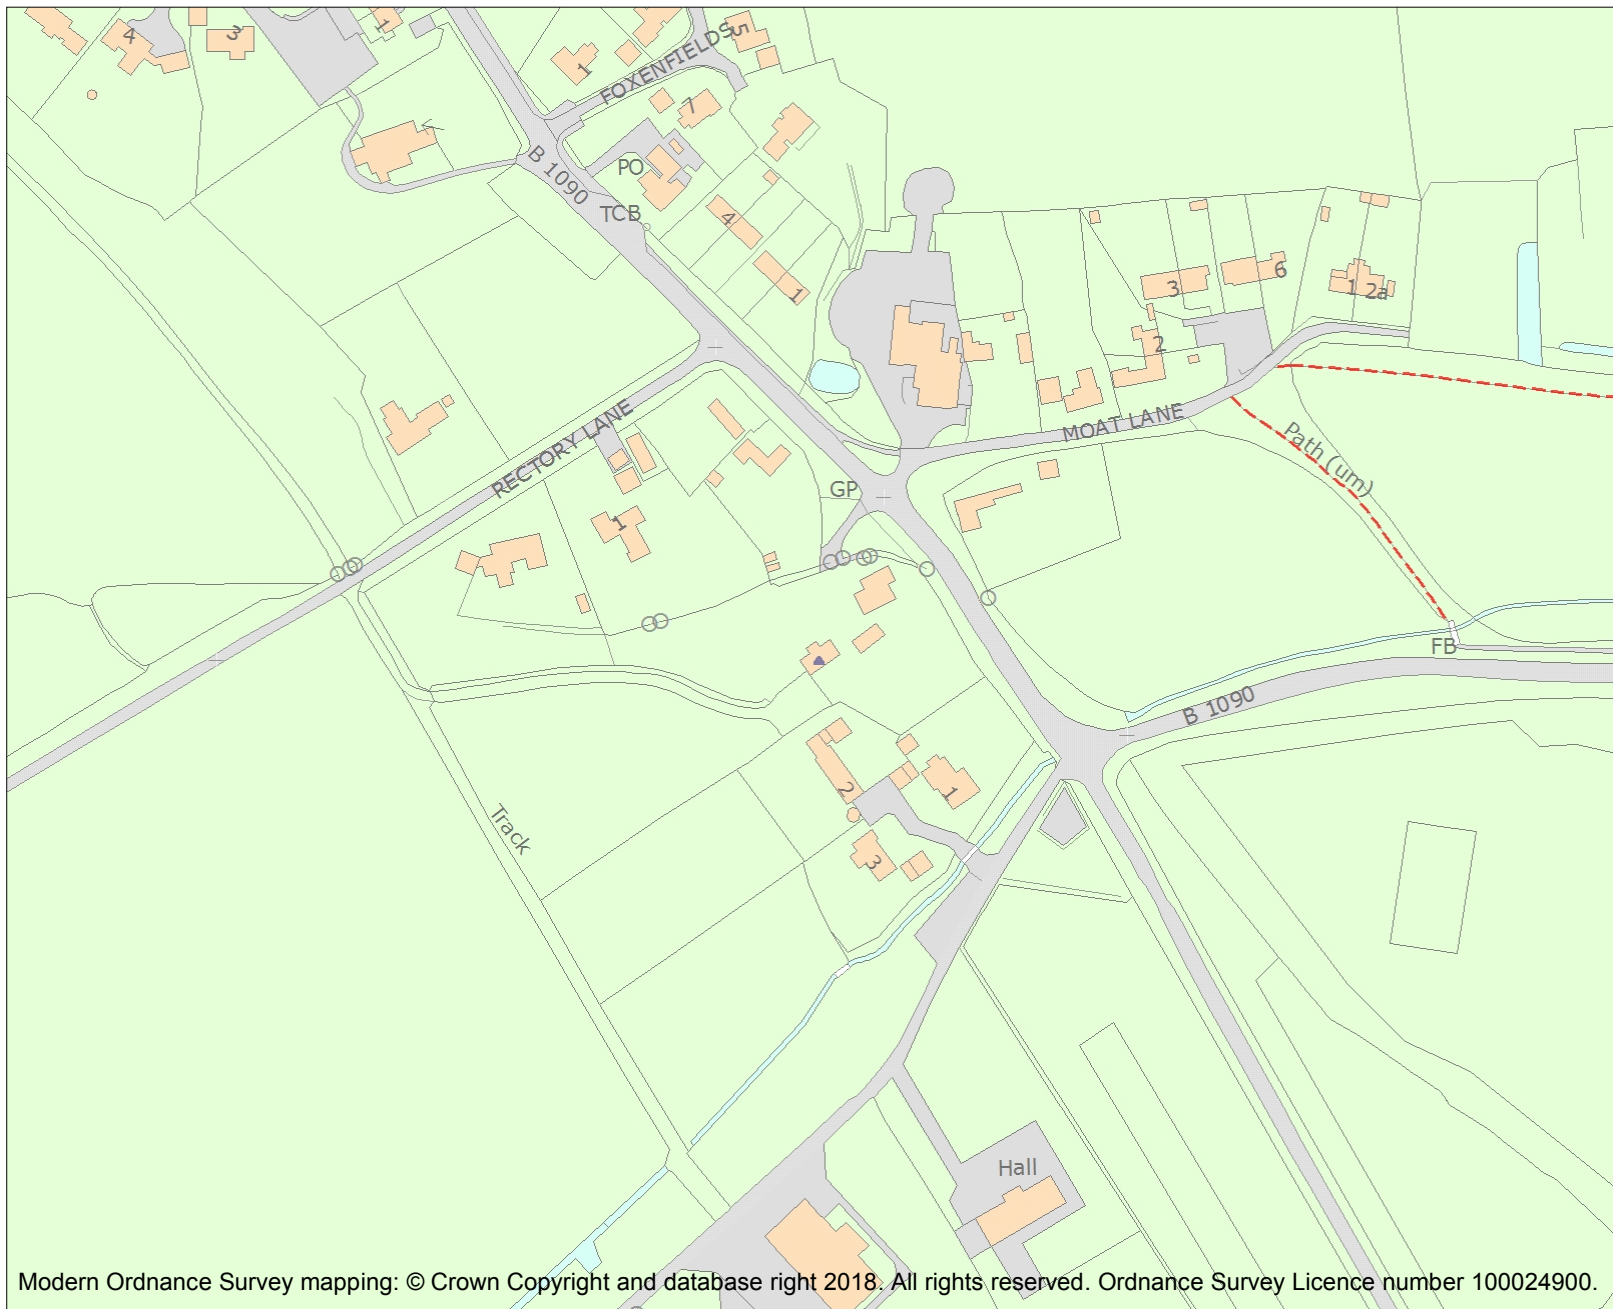 4
3
1
5
1
FOXENFIELDS
7
B 1090
PO
TCB
4
1
3
6
1
2a
2
RECTORY LANE
MOAT LANE
Path (um)
GP
1
FB
B 1090
2
1
Track
3
Hall
Modern Ordnance Survey mapping: © Crown Copyright and database right 2018. All rights reserved. Ordnance Survey Licence number 100024900.